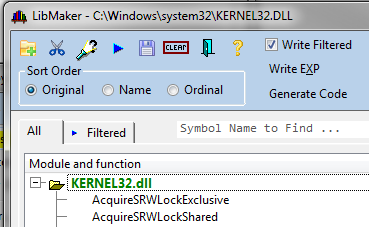 LibMaker - C:\Windows\system32\KERNEL32.DLL
CLEAR
Write Filtered
Write EXP
Generate Code
Sort Order
Original Name Ordinal
All Filtered
Symbol Name to Find ...
Module and function
KERNEL32.dll
AcquireSRWLockExclusive
AcquireSRWLockShared